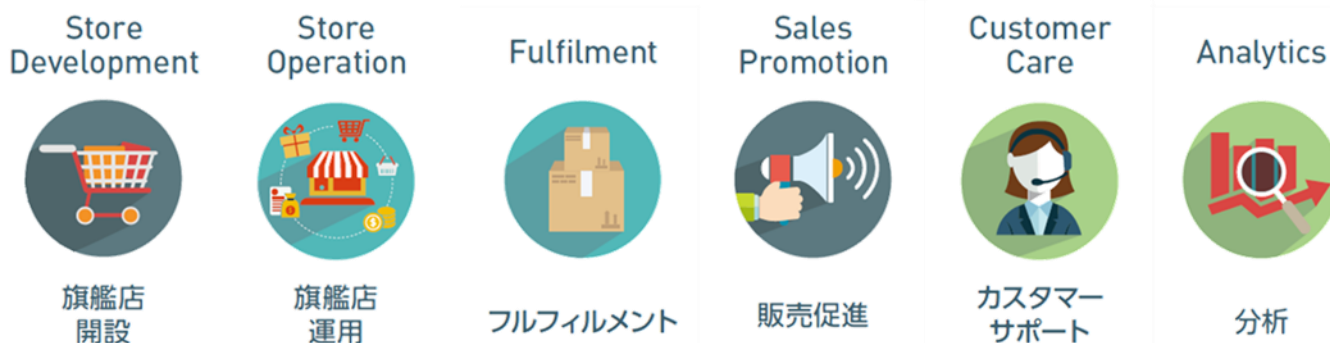 Store
Development
Store
Operation
Fulfilment
Sales
Promotion
Customer
Care
Analytics
旗艦店
開設
旗艦店
運用
フルフィルメント
販売促進
カスタマー
サポート
分析